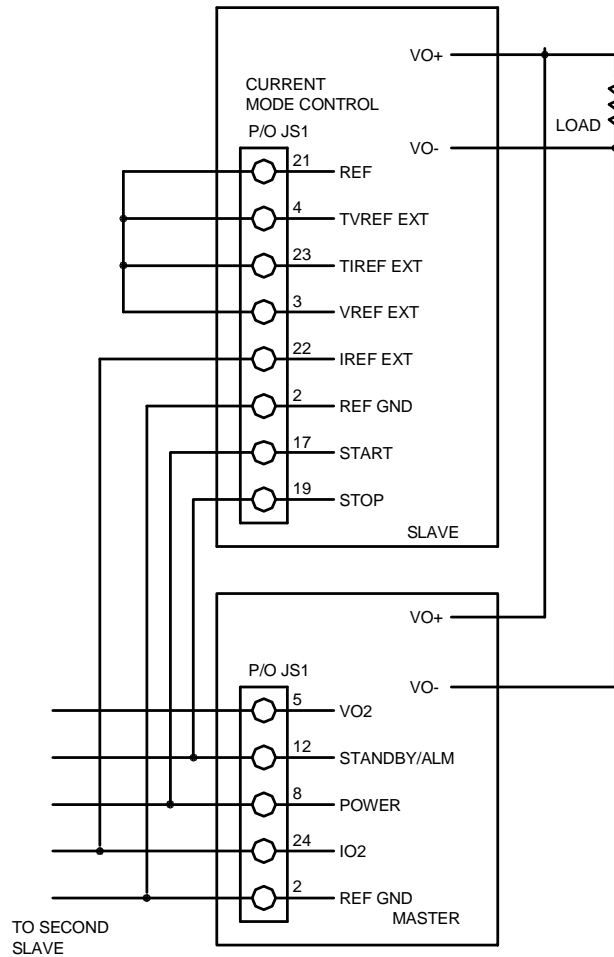 VO+
CURRENT
MODE CONTROL
P/O JS1
LOAD
VO-
21
REF
4
TVREF EXT
23
TIREF EXT
3
VREF EXT
22
IREF EXT
2
REF GND
17
START
19
STOP
SLAVE
VO+
P/O JS1
VO-
5
VO2
12
STANDBY/ALM
8
POWER
24
IO2
2
REF GND
MASTER
TO SECOND
SLAVE